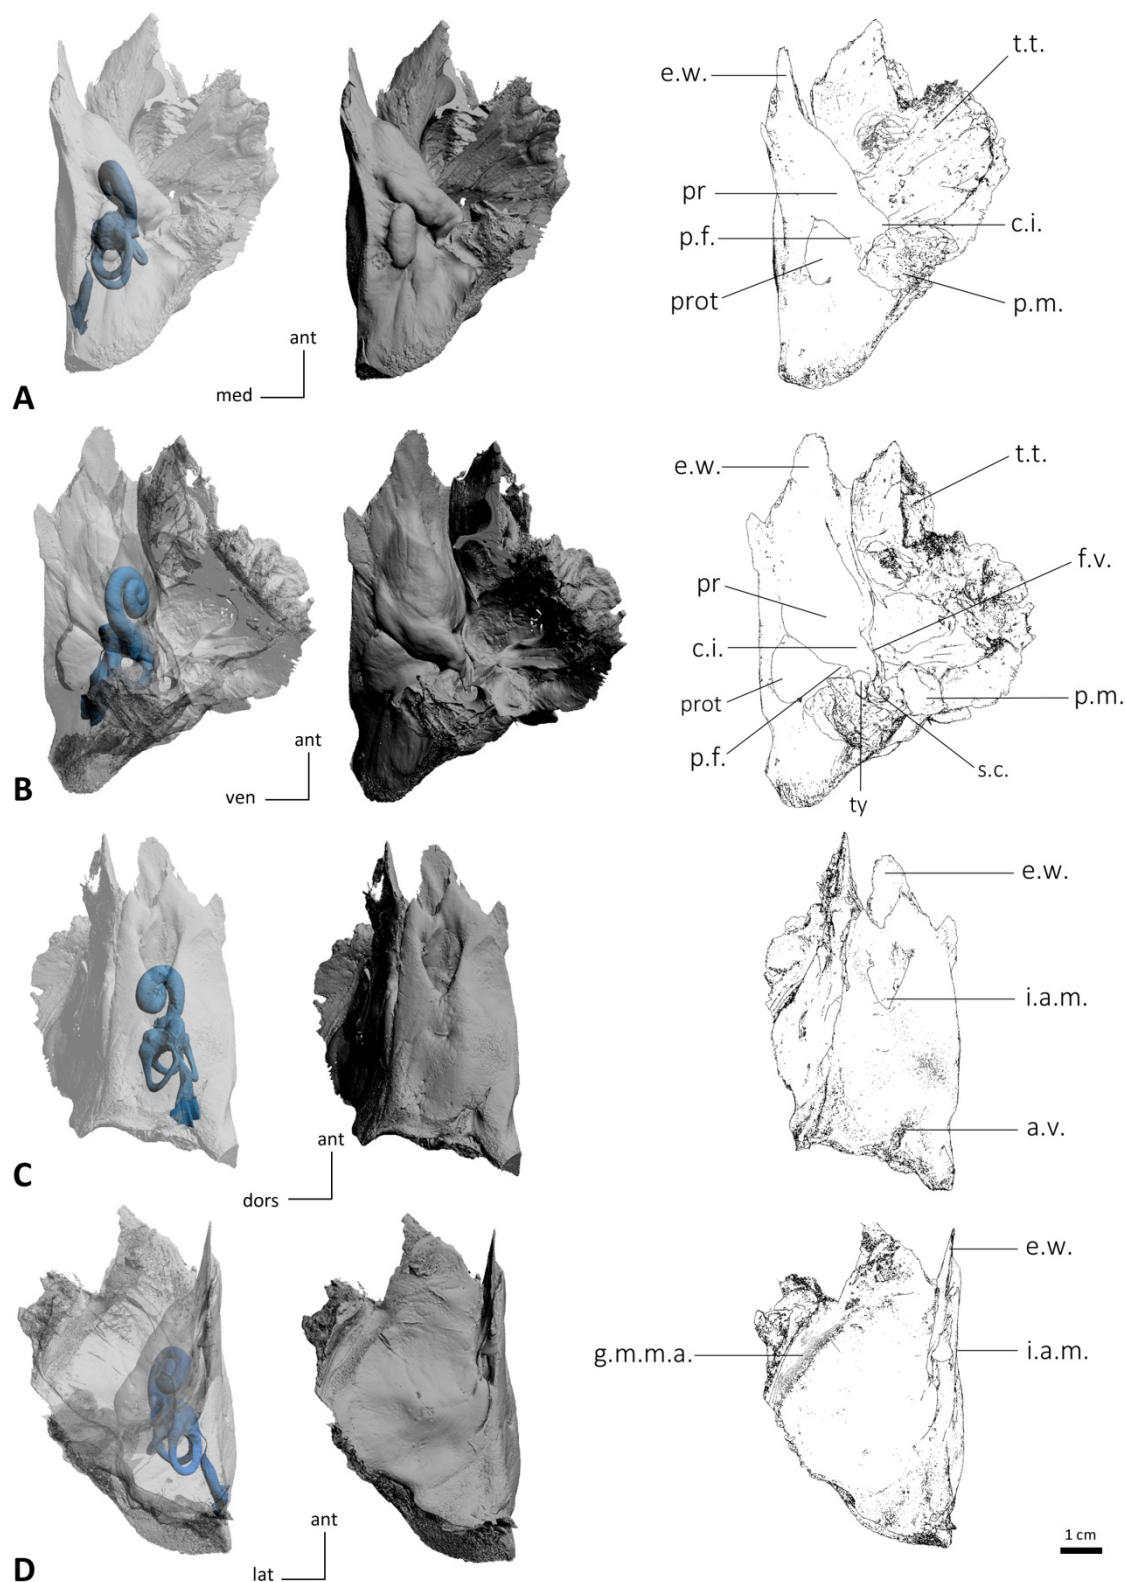 t.t.
e.w.
pr
p.f.
c.i.
prot
p.m.
ant
med
A
e.w.
t.t.
f.v.
pr
c.i.
prot
p.m.
p.f.
s.c.
ty
ant
ven
B
e.w.
i.a.m.
a.v.
ant
dors
C
e.w.
g.m.m.a.
i.a.m.
ant
lat
D
1 cm